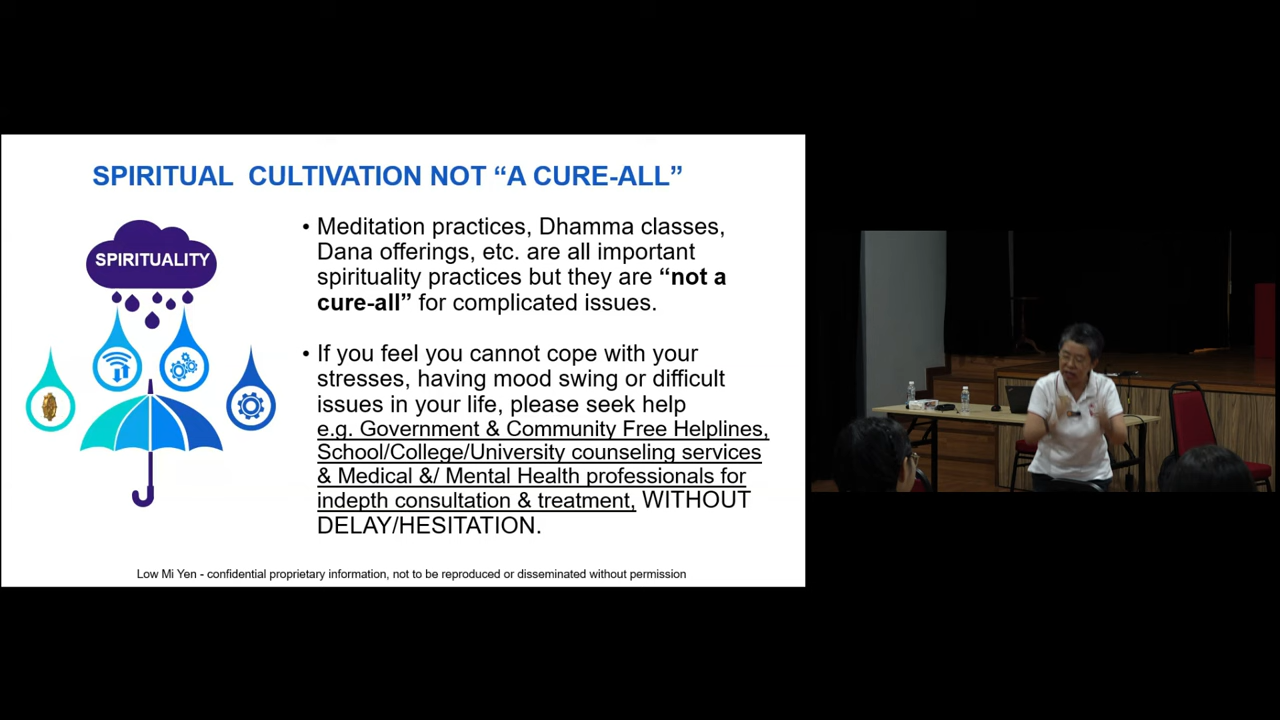 SPIRITUAL CULTIVATION NOT “A CURE-ALL”
SPIRITUALITY
• Meditation practices, Dhamma classes,
Dana offerings, etc. are all important
spirituality practices but they are “not a
cure-all” for complicated issues.
• If you feel you cannot cope with your
stresses, having mood swing or difficult
issues in your life, please seek help
e.g. Government & Community Free Helplines,
School/College/University counseling services
& Medical &/ Mental Health professionals for
indepth consultation & treatment, WITHOUT
DELAY/HESITATION.
Low Mi Yen - confidential proprietary information, not to be reproduced or disseminated without permission